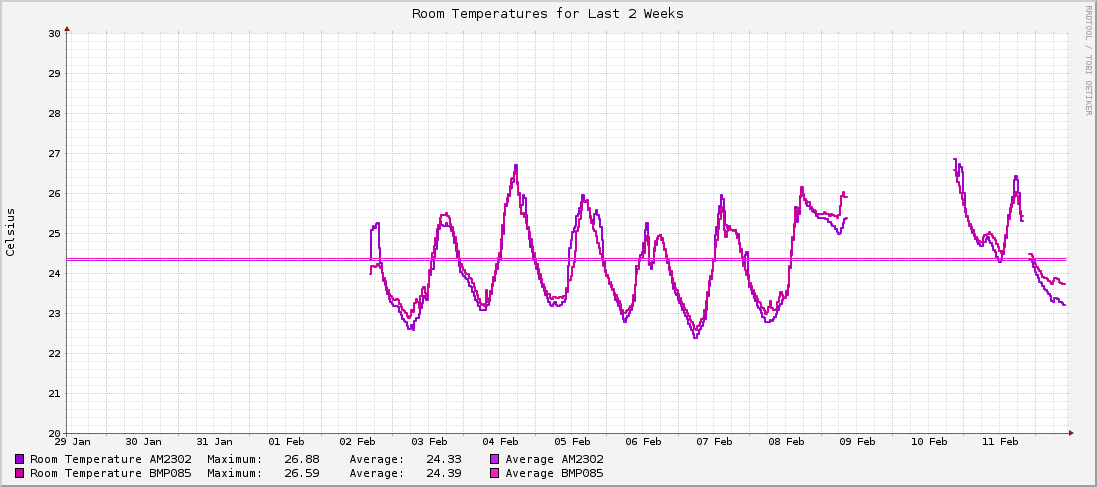 Room Temperatures for Last 2 Weeks
RRDTOOL / TOBI OETIKER
Celsius
30
29
28
27
26
25
24
23
22
21
20
29 Jan 30 Jan 31 Jan 01 Feb 02 Feb 03 Feb 04 Feb 05 Feb 06 Feb 07 Feb 08 Feb 09 Feb 10 Feb 11 Feb
Room Temperature AM2302 Maximum: 26.88 Average: 24.33 Average AM2302
Room Temperature BMP085 Maximum: 26.59 Average: 24.39 Average BMP085